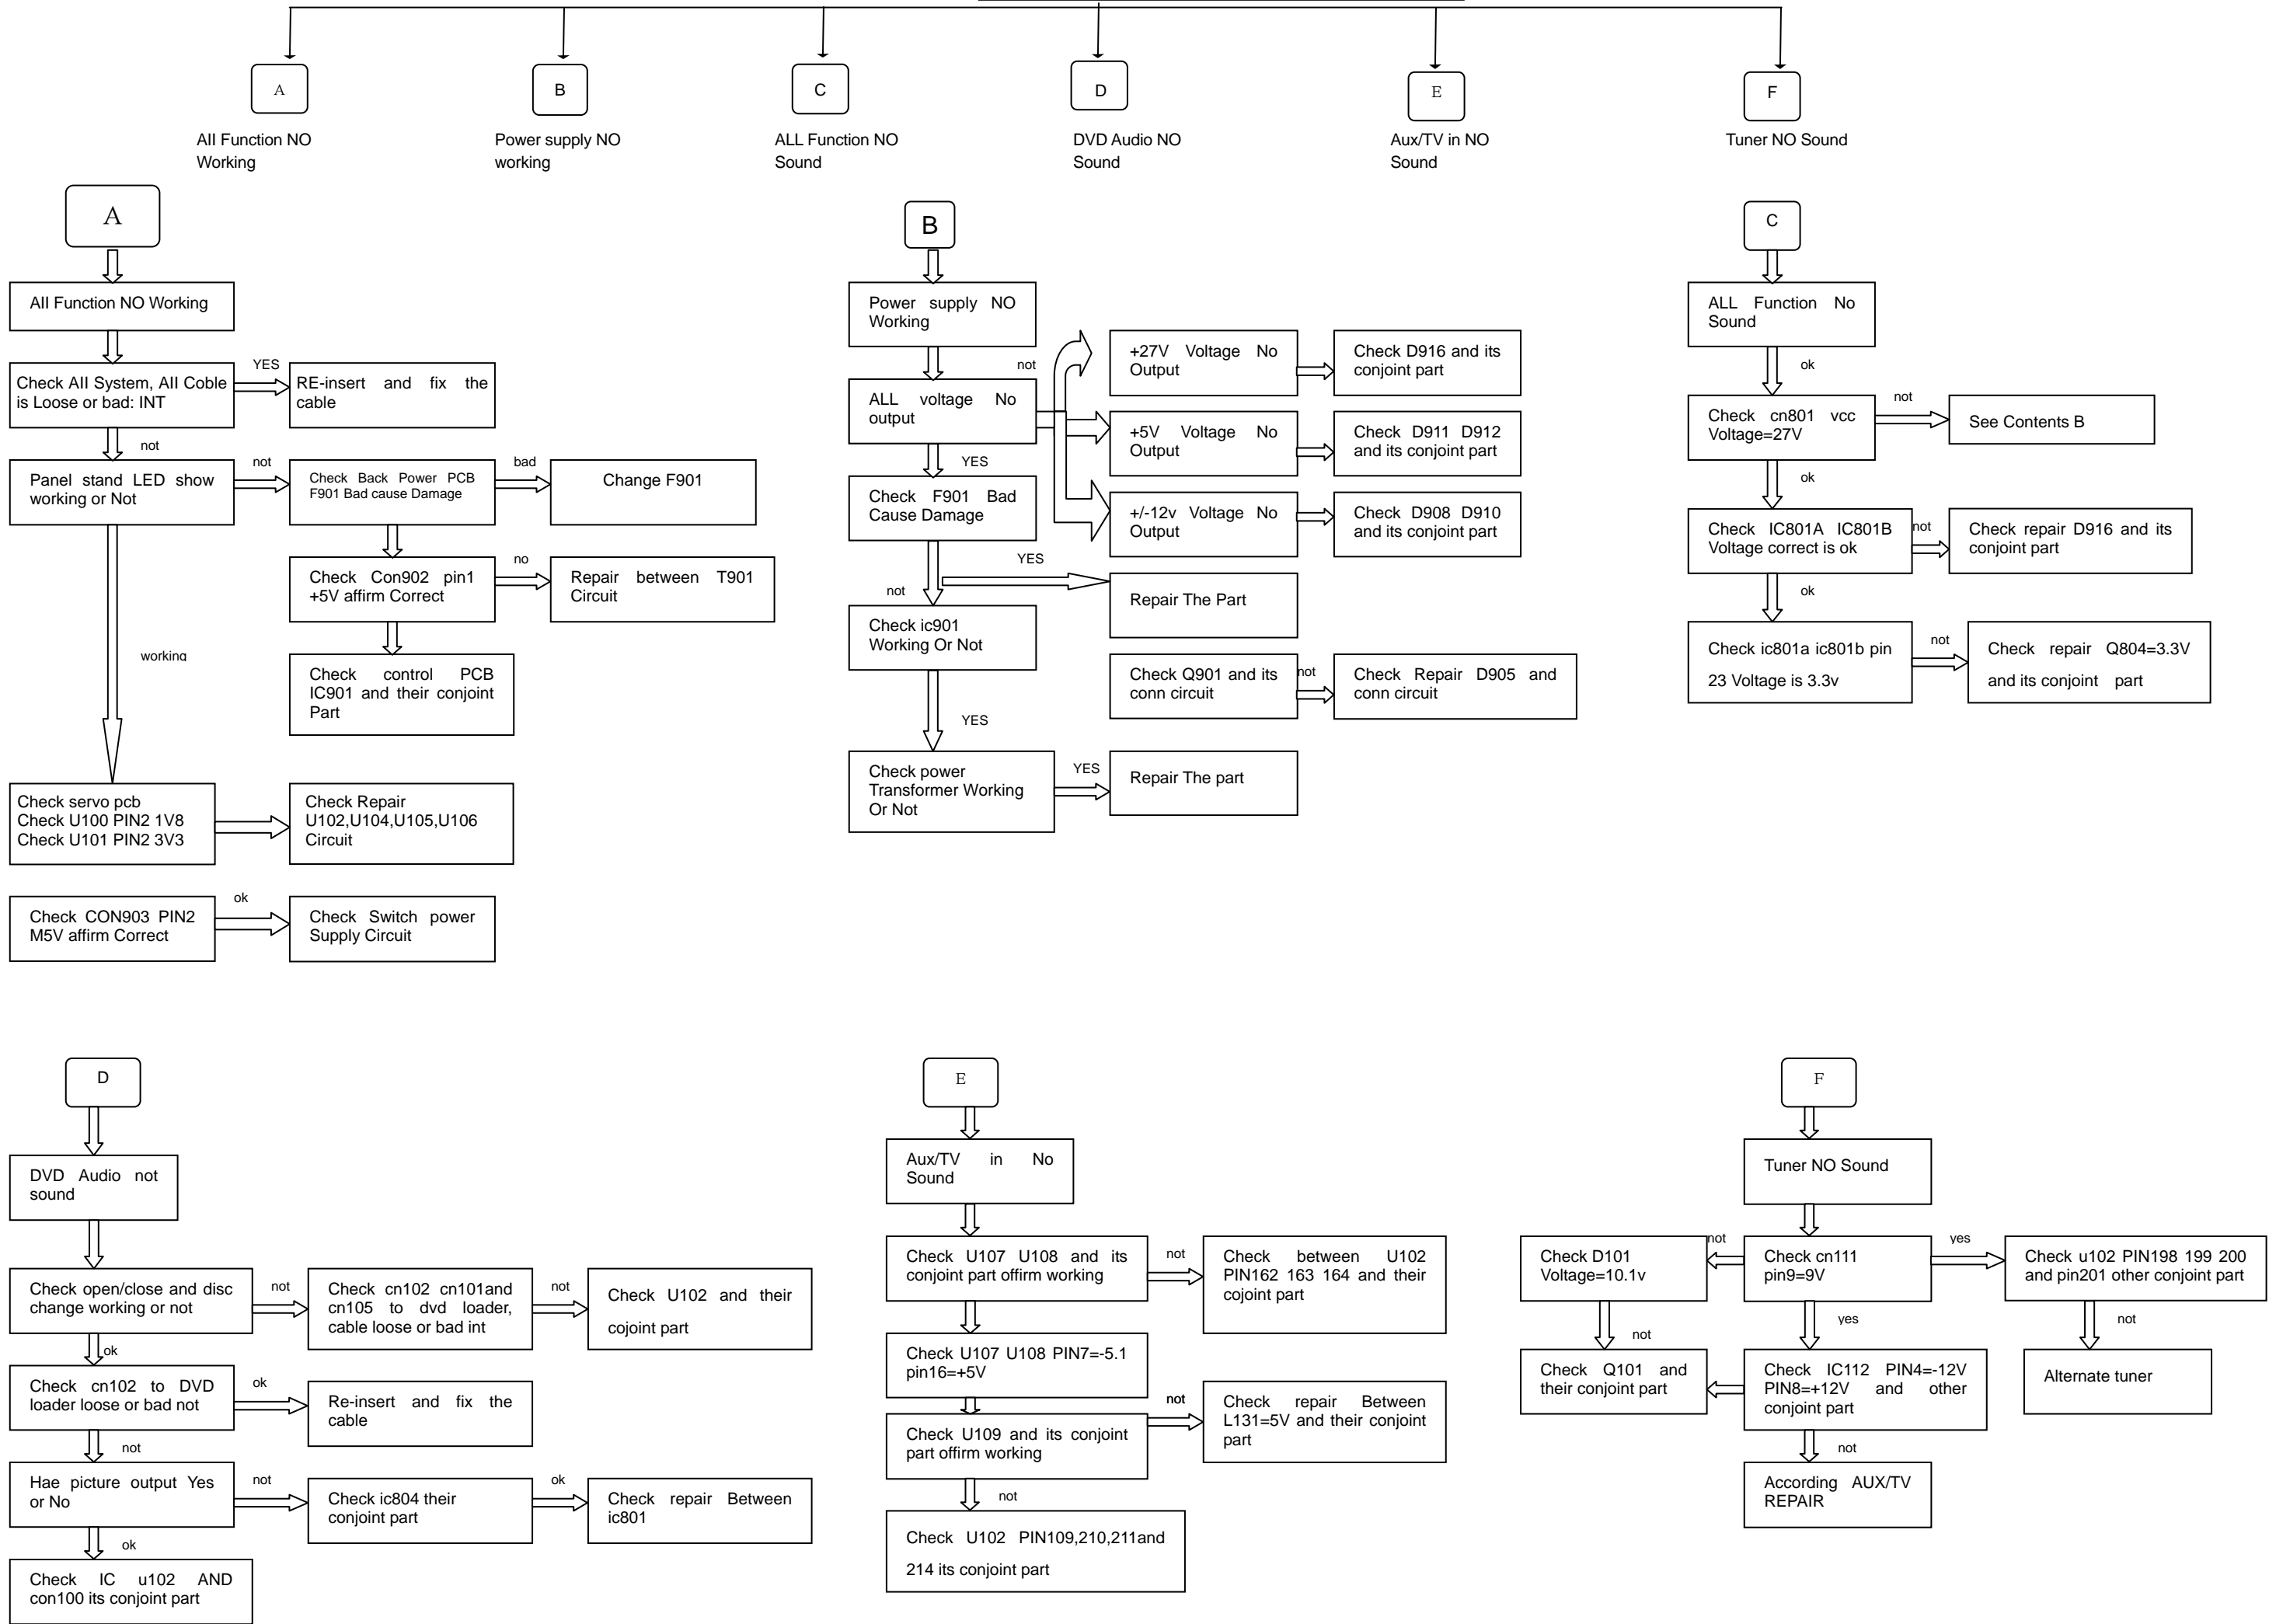 A
B
C
D
E
F
AII Function NO
Working
Power supply NO
working
ALL Function NO
Sound
DVD Audio NO
Sound
Aux/TV in NO
Sound
Tuner NO Sound
A
AII Function NO Working
Check AII System, AII Coble
is Loose or bad: INT
YES
RE-insert and fix the
cable
not
Panel stand LED show
working or Not
not
Check Back Power PCB
F901 Bad cause Damage
bad
Change F901
Check Con902 pin1
+5V affirm Correct
no
Repair between T901
Circuit
Check control PCB
IC901 and their conjoint
Part
working
Check servo pcb
Check U100 PIN2 1V8
Check U101 PIN2 3V3
Check Repair
U102,U104,U105,U106
Circuit
Check CON903 PIN2
M5V affirm Correct
ok
Check Switch power
Supply Circuit
B
Power supply NO
Working
not
ALL voltage No
output
+27V Voltage No
Output
Check D916 and its
conjoint part
+5V Voltage No
Output
Check D911 D912
and its conjoint part
+/-12v Voltage No
Output
Check D908 D910
and its conjoint part
YES
Check F901 Bad
Cause Damage
YES
Repair The Part
not
Check ic901
Working Or Not
Check Q901 and its
conn circuit
not
Check Repair D905 and
conn circuit
YES
Check power
Transformer Working
Or Not
YES
Repair The part
C
ALL Function No
Sound
ok
Check cn801 vcc
Voltage=27V
not
See Contents B
ok
Check IC801A IC801B
Voltage correct is ok
not
Check repair D916 and its
conjoint part
ok
Check ic801a ic801b pin
23 Voltage is 3.3v
not
Check repair Q804=3.3V
and its conjoint part
D
DVD Audio not
sound
Check open/close and disc
change working or not
not
Check cn102 cn101and
cn105 to dvd loader,
cable loose or bad int
not
Check U102 and their
cojoint part
ok
Check cn102 to DVD
loader loose or bad not
ok
Re-insert and fix the
cable
not
Hae picture output Yes
or No
not
Check ic804 their
conjoint part
ok
Check repair Between
ic801
ok
Check IC u102 AND
con100 its conjoint part
E
Aux/TV in No
Sound
Check U107 U108 and its
conjoint part offirm working
not
Check between U102
PIN162 163 164 and their
cojoint part
Check U107 U108 PIN7=-5.1
pin16=+5V
Check U109 and its conjoint
part offirm working
not
Check repair Between
L131=5V and their conjoint
part
not
Check U102 PIN109,210,211and
214 its conjoint part
F
Tuner NO Sound
Check cn111
pin9=9V
not
Check D101
Voltage=10.1v
yes
Check u102 PIN198 199 200
and pin201 other conjoint part
not
Check Q101 and
their conjoint part
yes
Check IC112 PIN4=-12V
PIN8=+12V and other
conjoint part
not
Alternate tuner
not
According AUX/TV
REPAIR